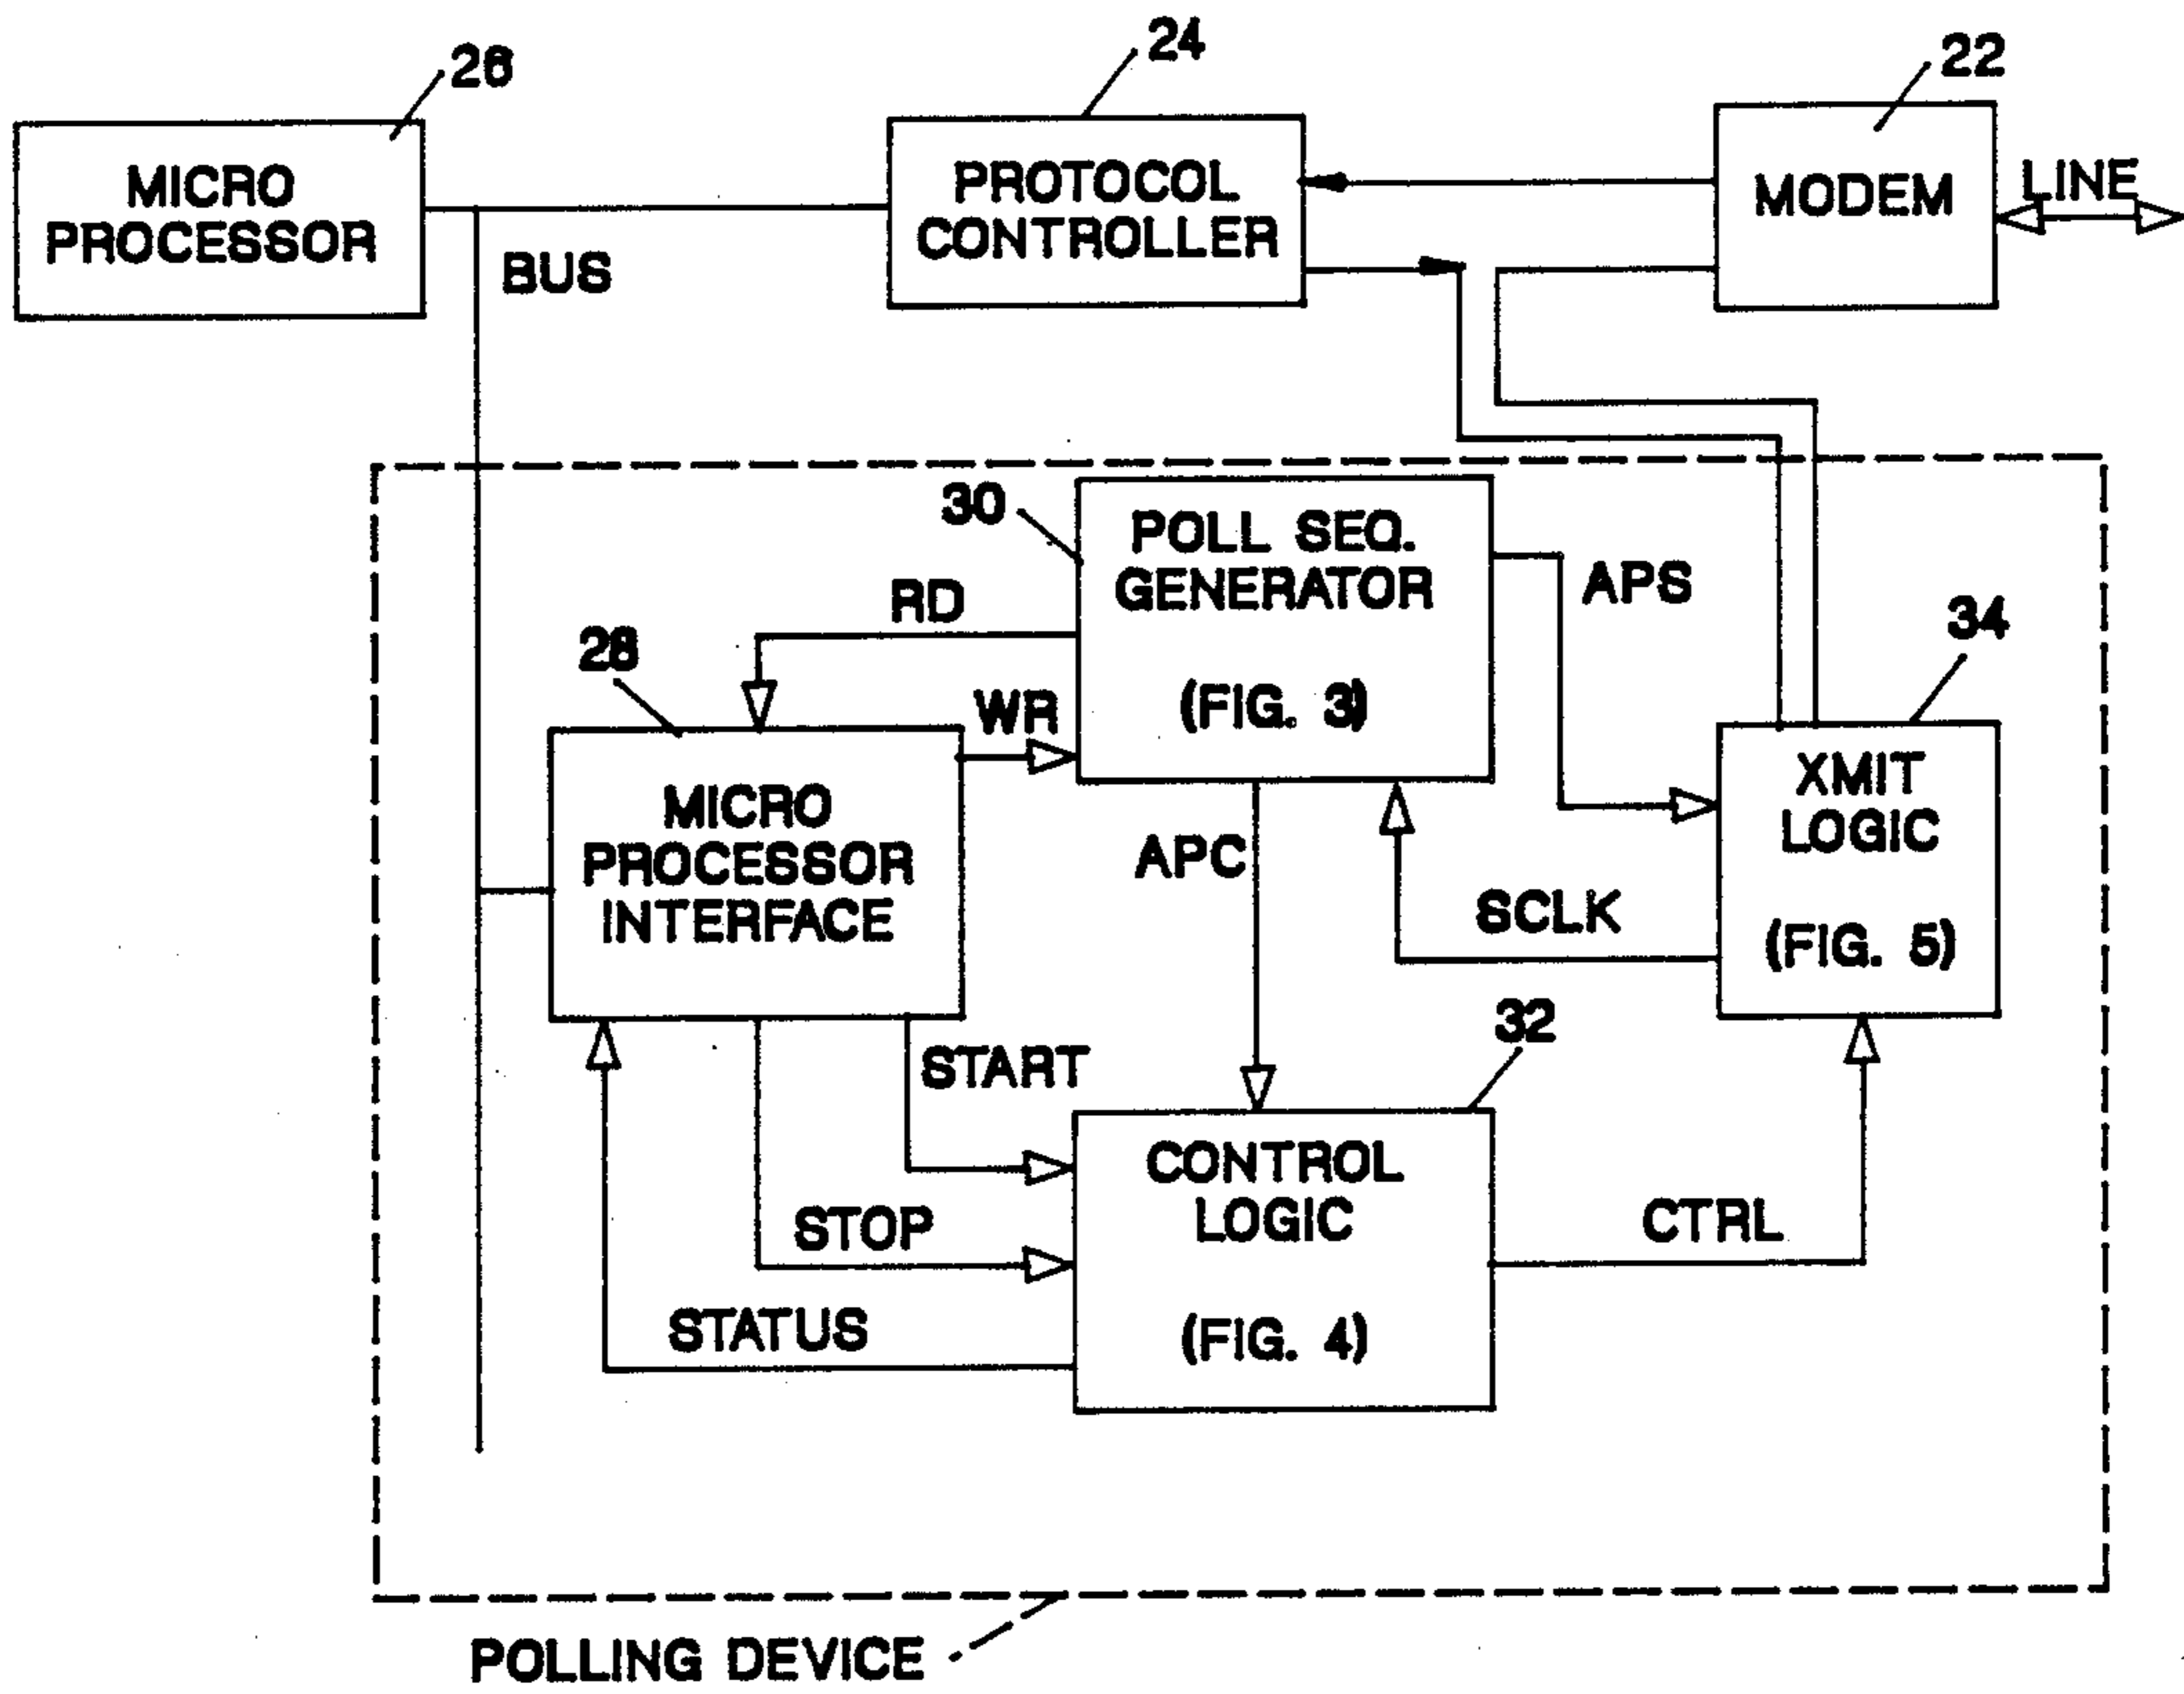 26
24
22
MICRO
PROCESSOR
BUS
PROTOCOL
CONTROLLER
MODEM
LINE
30
POLL SEQ.
GENERATOR
(FIG. 3)
RD
WR
APS
28
34
MICRO
PROCESSOR
INTERFACE
XMIT
LOGIC
(FIG. 5)
APC
SCLK
32
START
STOP
STATUS
CONTROL
LOGIC
(FIG. 4)
CTRL
POLLING DEVICE